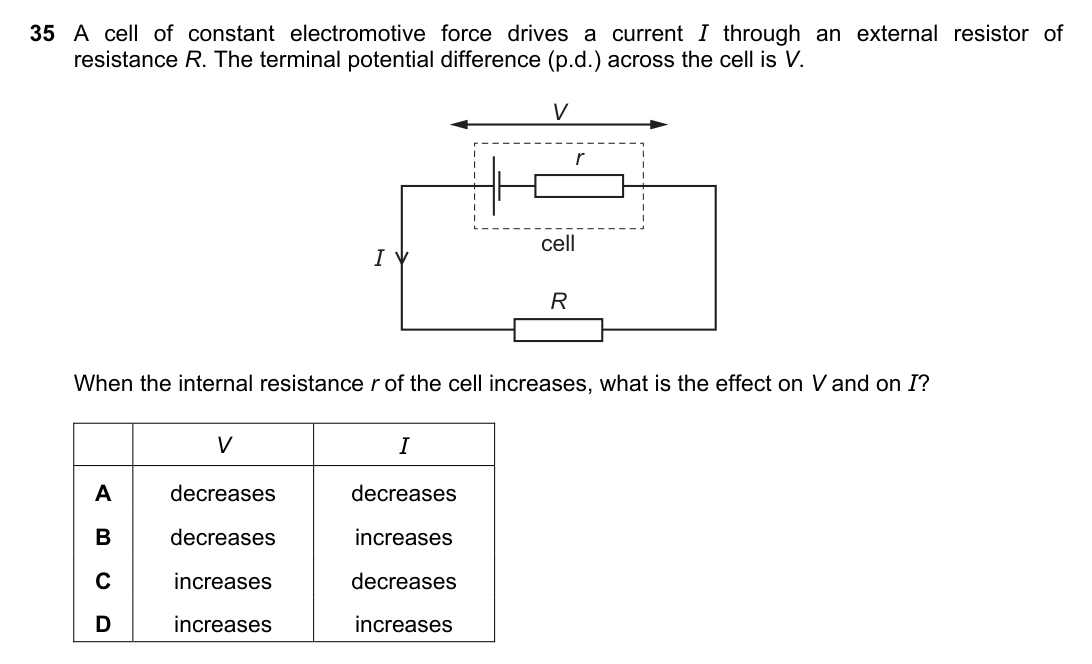 35 A cell of constant electromotive force drives a current I through an external resistor of
resistance R. The terminal potential difference (p.d.) across the cell is V.
V
r
cell
I
R
When the internal resistance r of the cell increases, what is the effect on V and on I?
V I
A decreases decreases
B decreases increases
C increases decreases
D increases increases